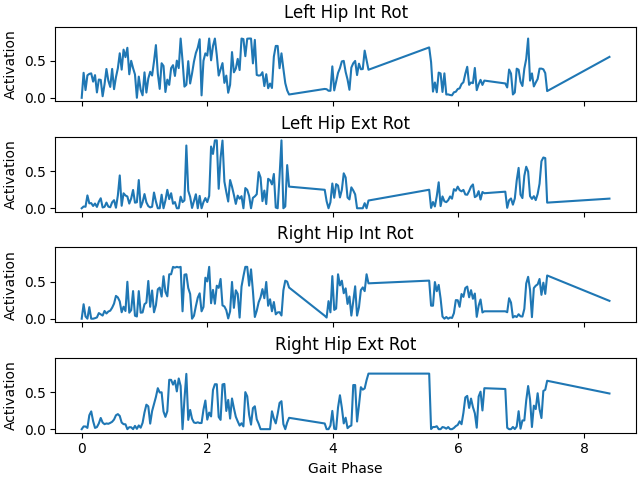 Left Hip Int Rot
Activation
0.5
0.0
Left Hip Ext Rot
Activation
0.5
0.0
Right Hip Int Rot
Activation
0.5
0.0
Right Hip Ext Rot
Activation
0.5
0.0
0 2 4 6 8
Gait Phase